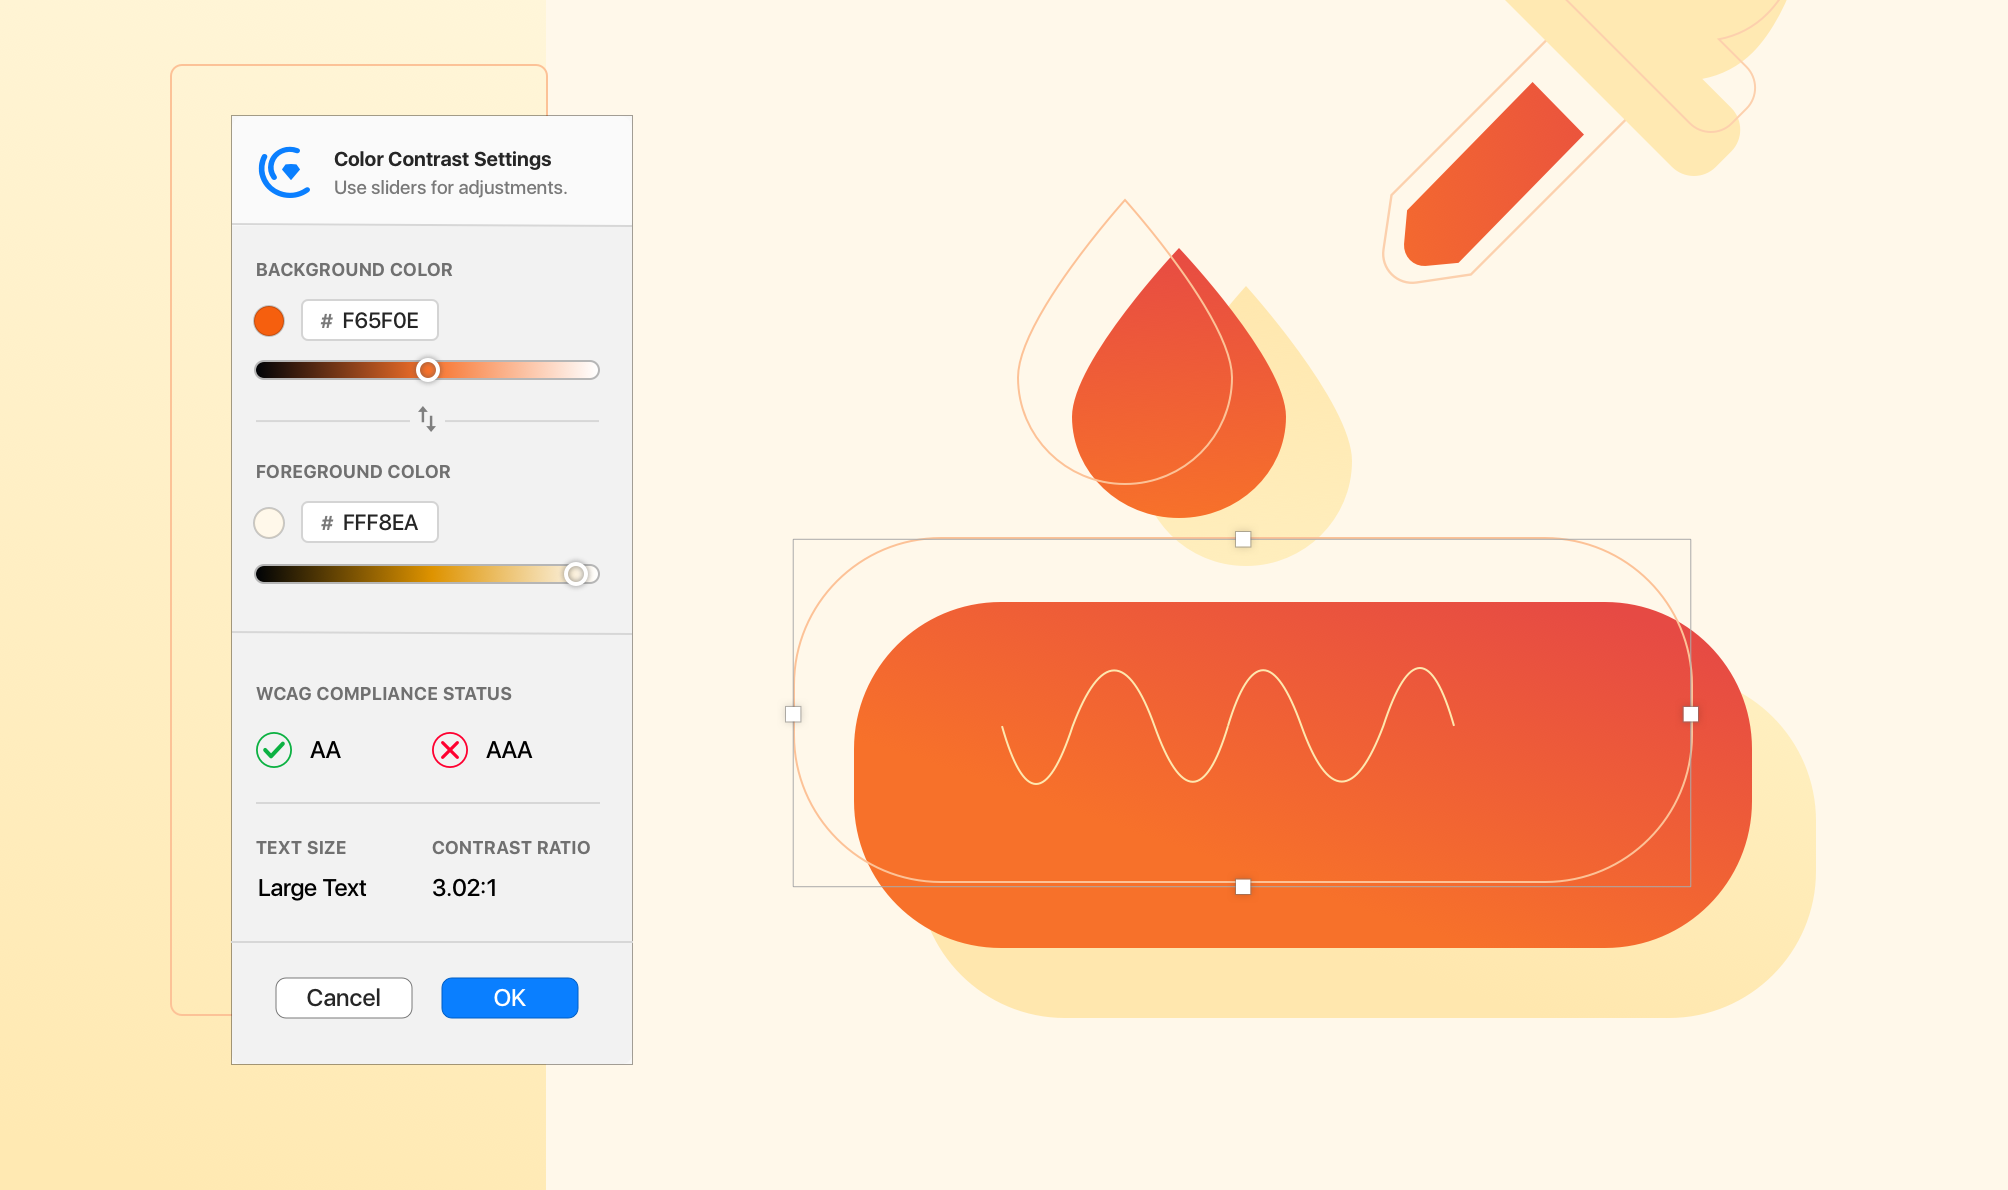 Color Contrast Settings
Use sliders for adjustments.
BACKGROUND COLOR
# F65F0E
FOREGROUND COLOR
# FFF8EA
WCAG COMPLIANCE STATUS
AA AAA
TEXT SIZE CONTRAST RATIO
Large Text 3.02:1
Cancel OK